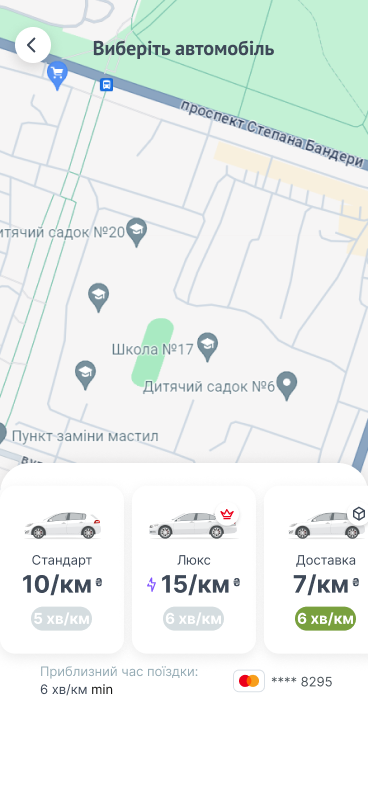 Виберіть автомобіль
проспект Степана Бандери
итячий садок №20
Школа №17
Дитячий садок №6
Пункт заміни мастил
Стандарт
10/км ₴
5 хв/км
Люкс
15/км ₴
6 хв/км
Доставка
7/км ₴
6 хв/км
Приблизний час поїздки:
6 хв/км min
**** 8295